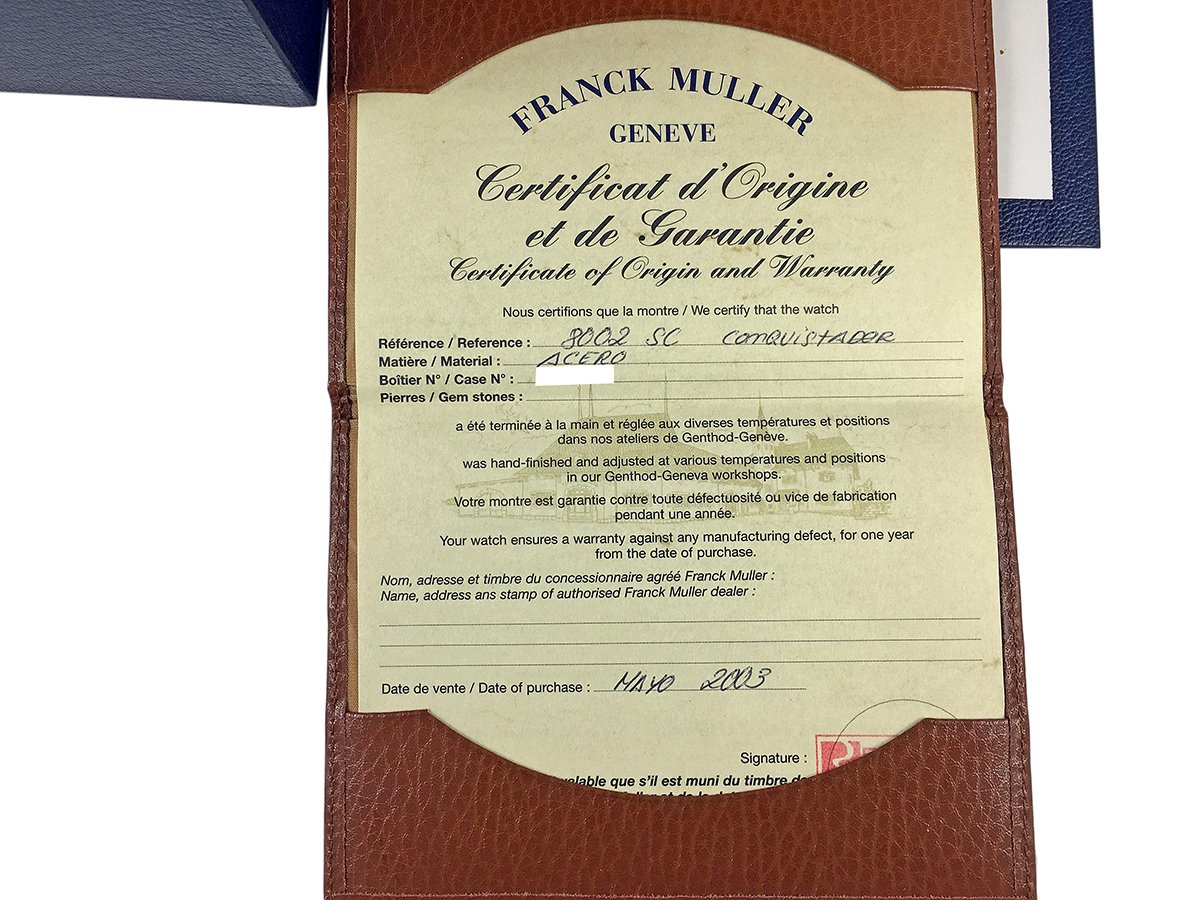 FRANCK MULLER
GENEVE
Certificat d'Origine
et de Garantie
Certificate of Origin and Warranty
Nous certifions que la montre / We certify that the watch
Référence / Reference : 8002 SC CONQUISTADOR
Matière / Material : ACERO
Boîtier N° / Case N° :
Pierres / Gem stones :
a été terminée à la main et réglée aux diverses températures et positions
dans nos ateliers de Genthod-Genève.
was hand-finished and adjusted at various temperatures and positions
in our Genthod-Geneva workshops.
Votre montre est garantie contre toute défectuosité ou vice de fabrication
pendant une année.
Your watch ensures a warranty against any manufacturing defect, for one year
from the date of purchase.
Nom, adresse et timbre du concessionnaire agréé Franck Muller :
Name, address ans stamp of authorised Franck Muller dealer :
Date de vente / Date of purchase : MAYO 2003
Signature :
que s'il est muni du timbre